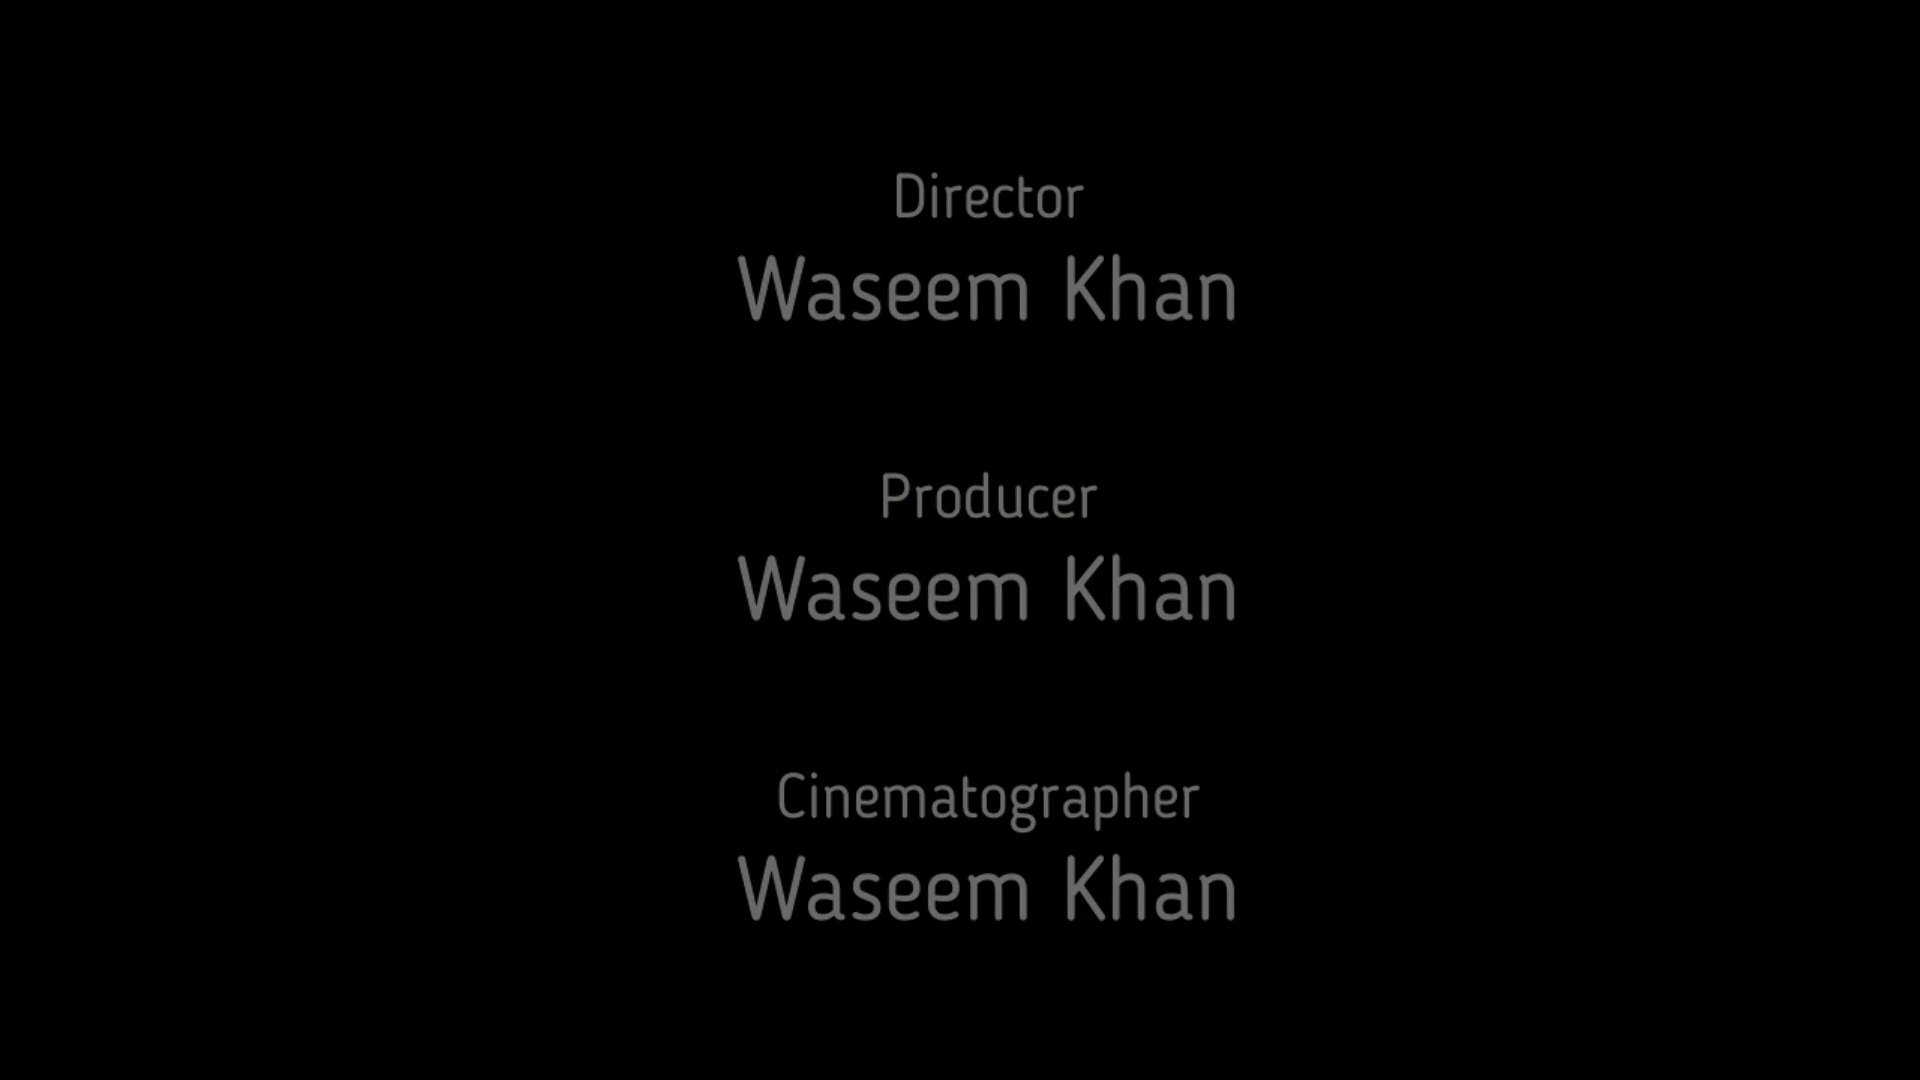 Director
Waseem Khan
Producer
Waseem Khan
Cinematographer
Waseem Khan